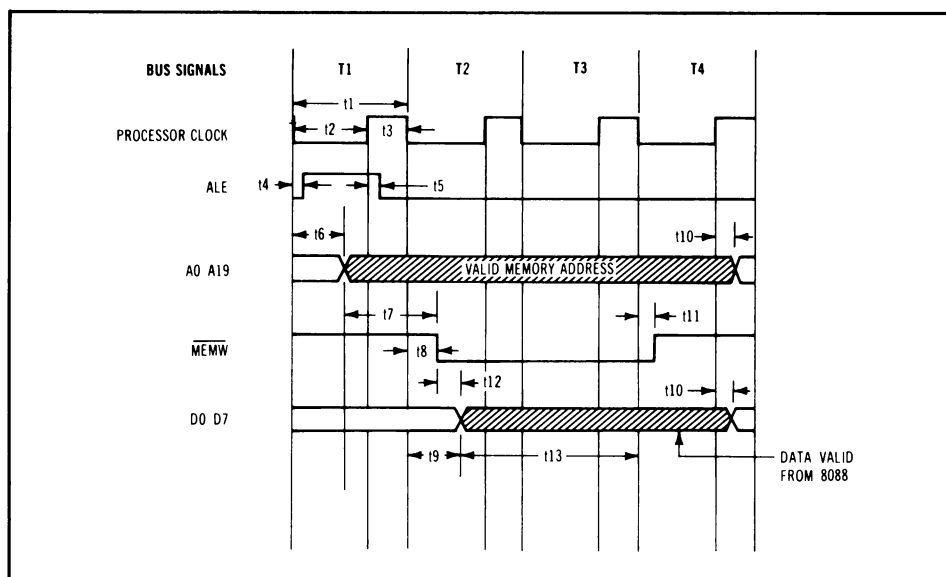 BUS SIGNALS T1 T2 T3 T4
t1
PROCESSOR CLOCK t2 t3
ALE t4 t5
t6 t10
A0 A19 VALID MEMORY ADDRESS
t7 t11
MEMW t8
t12 t10
D0 D7
t9 t13 DATA VALID
FROM 8088